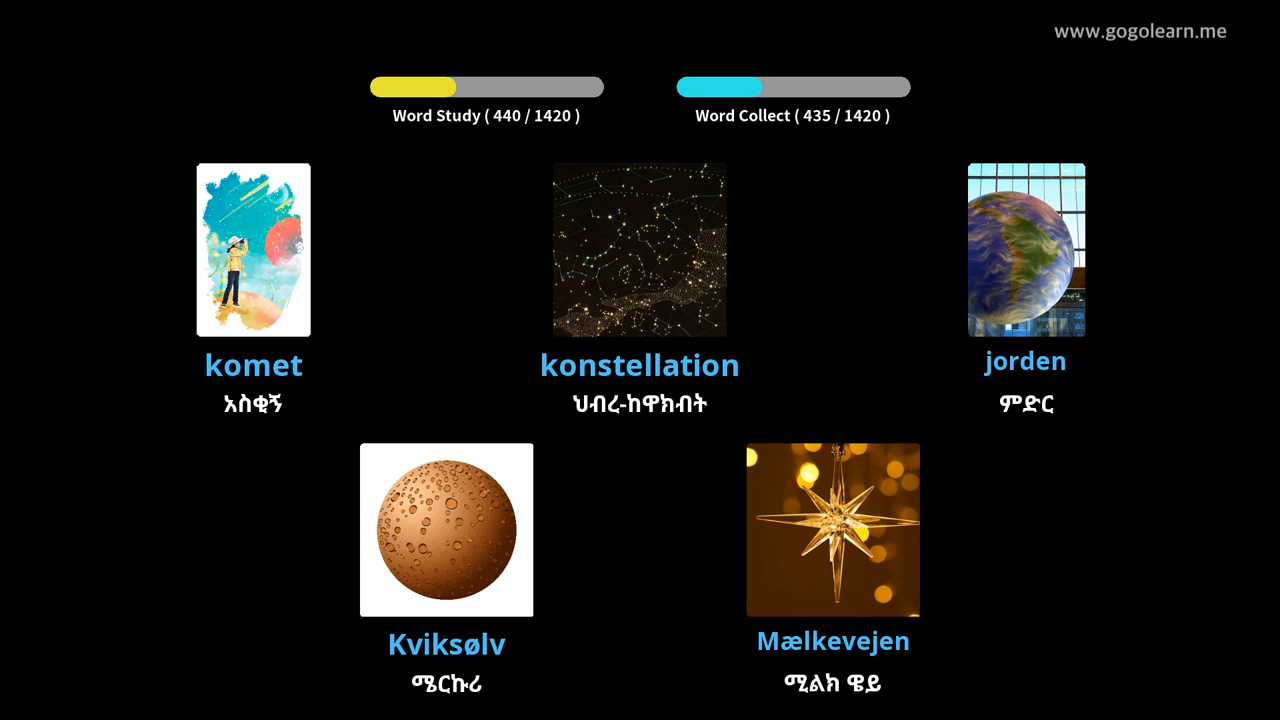 www.gogolearn.me
Word Study ( 440 / 1420 )
Word Collect ( 435 / 1420 )
komet
konstellation
jorden
አስቂኝ
ህብረ-ከዋክብት
ምድር
Kviksølv
Mælkevejen
ሜርኩሪ
ሚልክ ዌይ